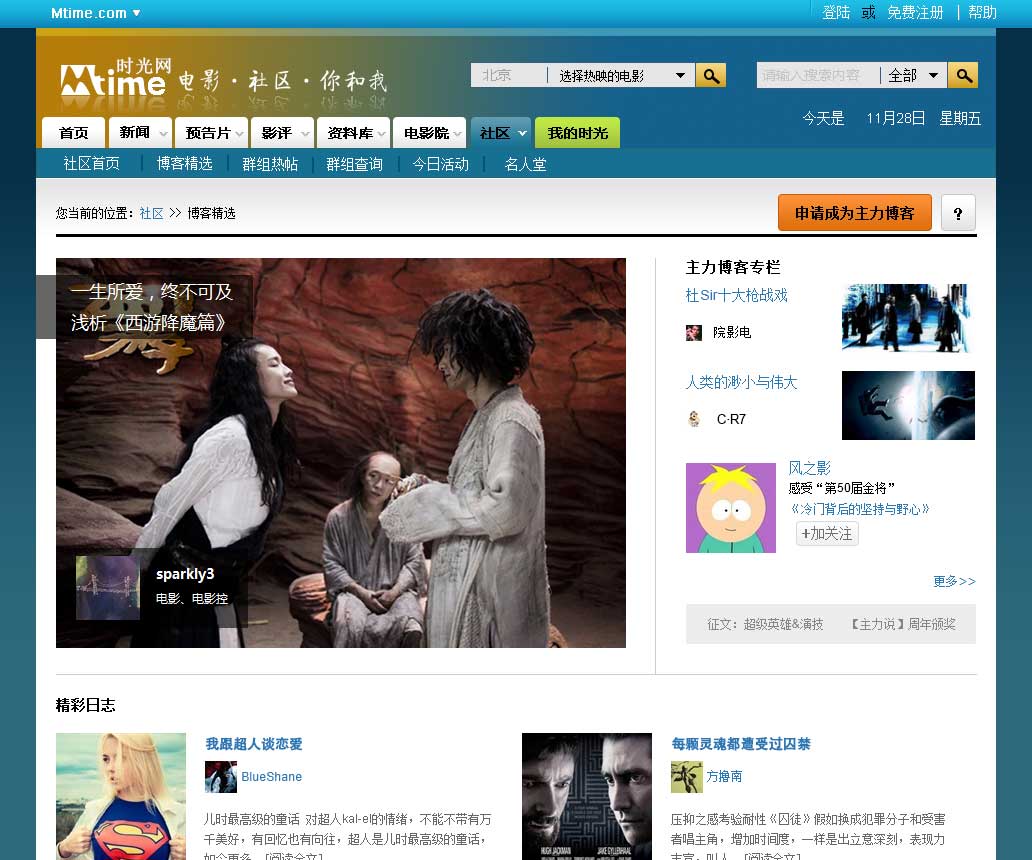 Mtime.com
登陆 或 免费注册 | 帮助
时光网
Mtime 电影·社区·你和我
北京 选择热映的电影
请输入搜索内容 全部
今天是 11月28日 星期五
首页 新闻 预告片 影评 资料库 电影院 社区 我的时光
社区首页 博客精选 群组热帖 群组查询 今日活动 名人堂
您当前的位置：社区 >> 博客精选
申请成为主力博客 ?
一生所爱，终不可及
浅析《西游降魔篇》
sparkly3
电影、电影控
主力博客专栏
杜Sir十大枪战戏
院影电
人类的渺小与伟大
C·R7
风之影
感受“第50届金将”
《冷门背后的坚持与野心》
+加关注
更多>>
征文：超级英雄&演技 【主力说】周年颁奖
精彩日志
我跟超人谈恋爱
BlueShane
儿时最高级的童话 对超人kal-el的情绪，不能不带有万
千美好，有回忆也有向往，超人是儿时最高级的童话，
如今更多...[阅读全文]
HUGH JACKMAN JAKE GYLLENHAAL
每颗灵魂都遭受过囚禁
方撸南
压抑之感考验耐性《囚徒》假如换成犯罪分子和受害
者唱主角，增加时间度，一样是出立意深刻，表现力
丰富，叫人...[阅读全文]